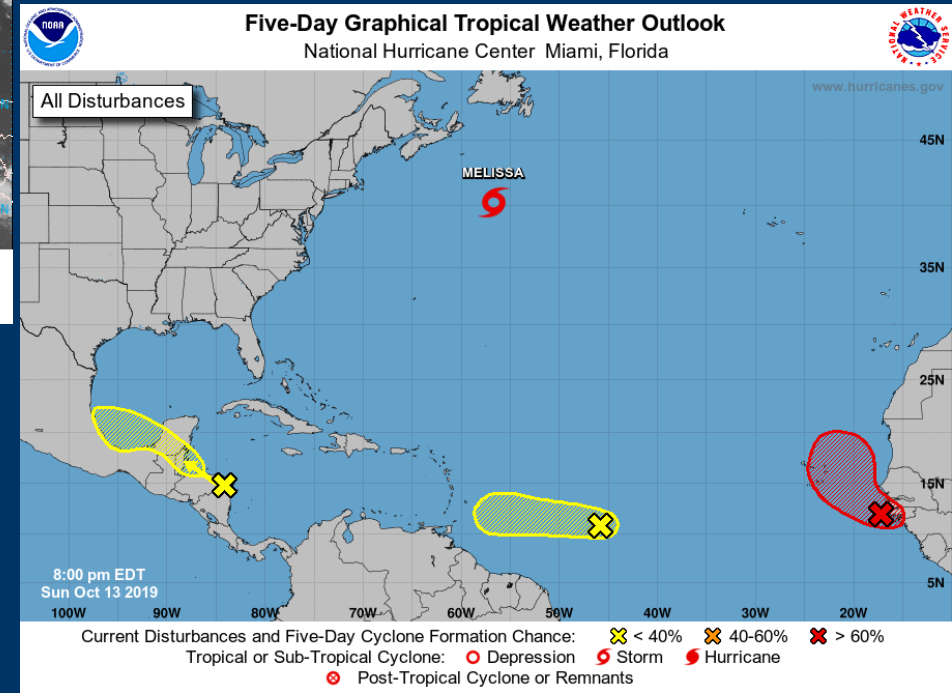 Five-Day Graphical Tropical Weather Outlook
National Hurricane Center Miami, Florida
NOAA
All Disturbances
www.hurricanes.gov
45N
MELISSA
35N
25N
15N
5N
8:00 pm EDT
Sun Oct 13 2019
100W 90W 80W 70W 60W 50W 40W 30W 20W
Current Disturbances and Five-Day Cyclone Formation Chance: < 40% 40-60% > 60%
Tropical or Sub-Tropical Cyclone: Depression Storm Hurricane
Post-Tropical Cyclone or Remnants